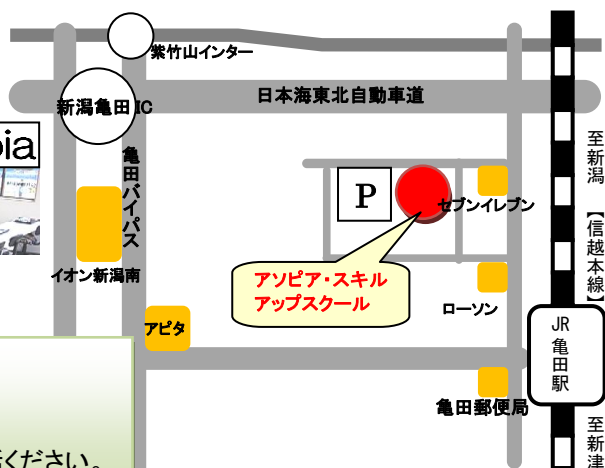 紫竹山インター
新潟亀田IC
日本海東北自動車道
pia
亀田バイパス
至新潟
【信越本線】
P
セブンイレブン
イオン新潟南
アソピア・スキル
アップスクール
ローソン
アピタ
JR
亀田駅
亀田郵便局
至新津
ください。